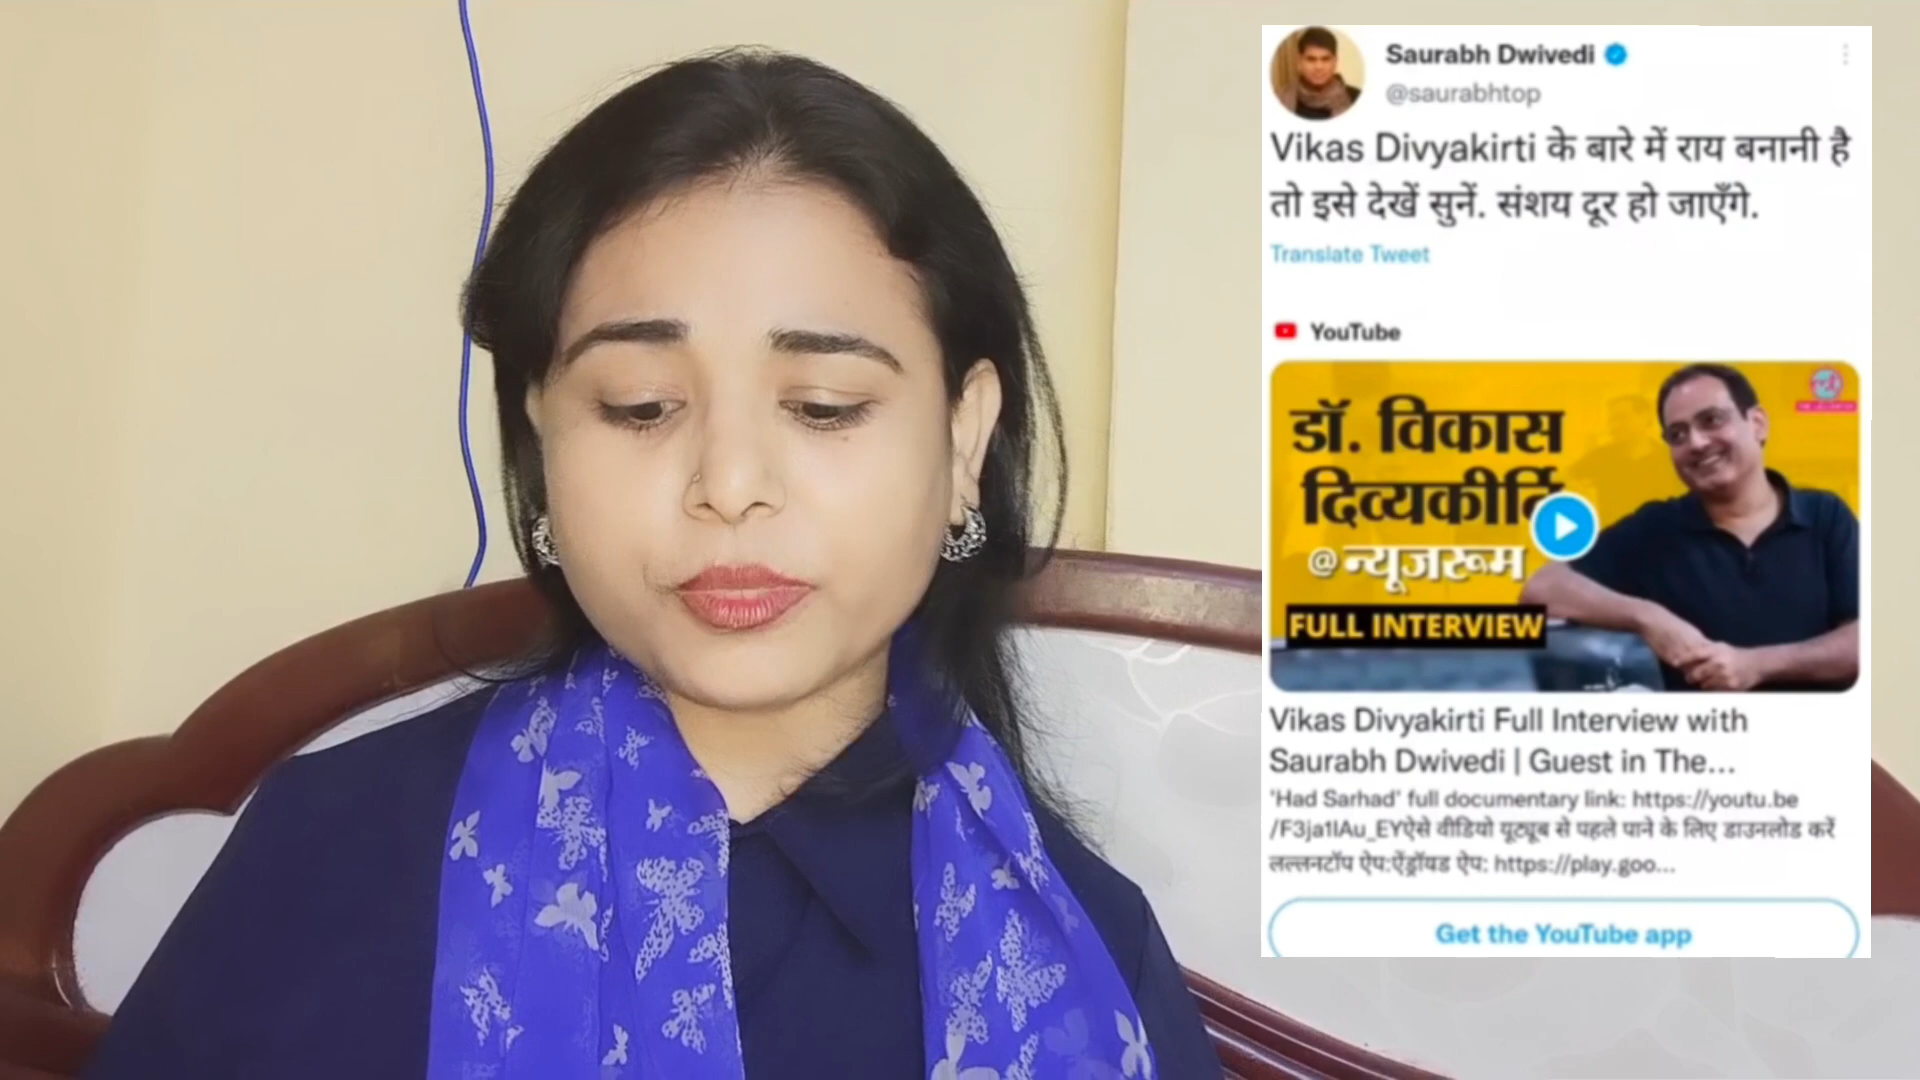 Saurabh Dwivedi
@saurabhtop
Vikas Divyakirti के बारे में राय बनानी है
तो इसे देखें सुनें. संशय दूर हो जाएँगे.
Translate Tweet
YouTube
डॉ. विकास
दिव्यकीर्ति
@न्यूज़रूम
FULL INTERVIEW
Vikas Divyakirti Full Interview with
Saurabh Dwivedi | Guest in The...
'Had Sarhad' full documentary link: https://youtu.be
/F3ja1lAu_EYऐसे वीडियो यूट्यूब से पहले पाने के लिए डाउनलोड करें
लल्लनटॉप ऐप:ऐंड्रॉयड ऐप: https://play.goo...
Get the YouTube app